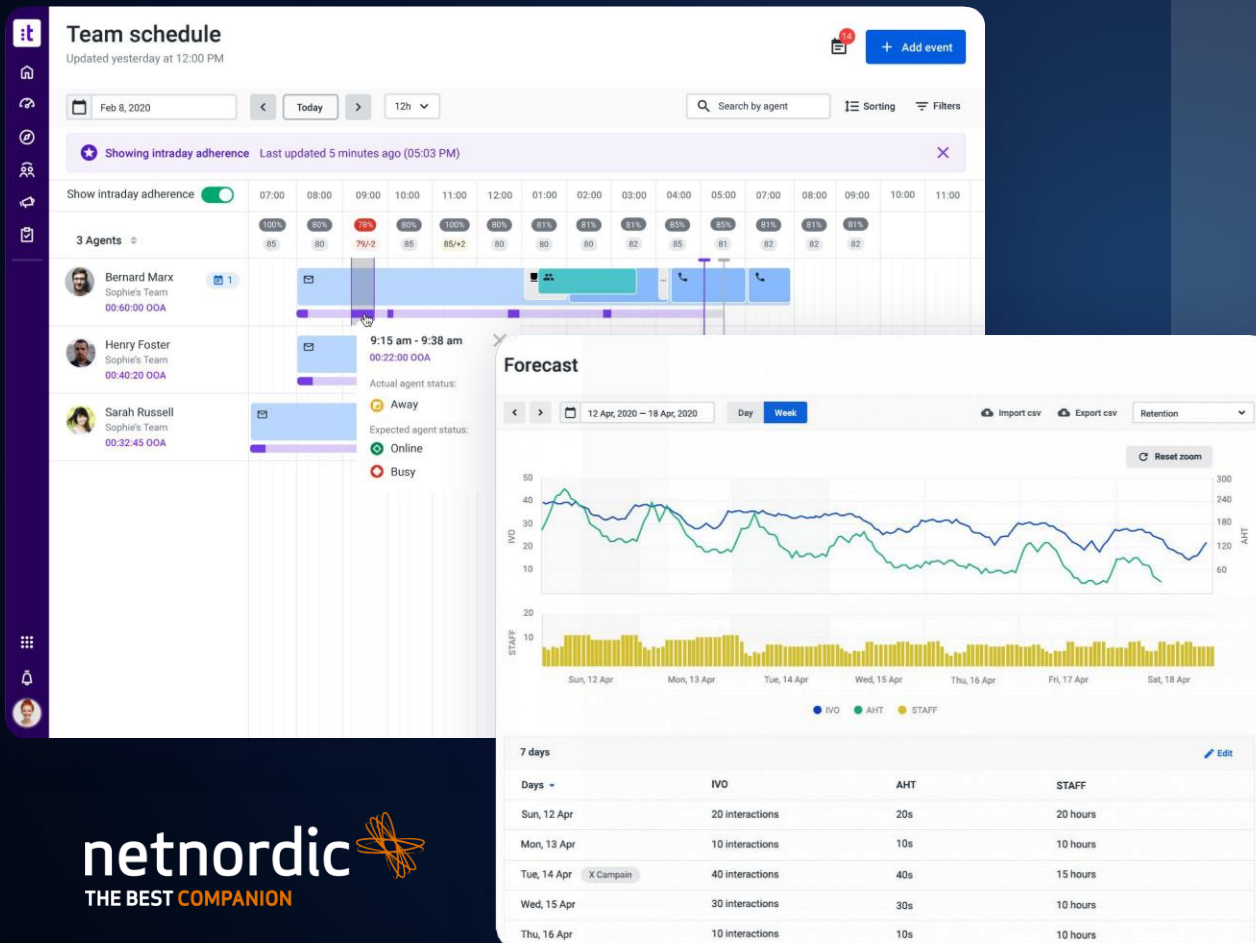 :t
Team schedule
Updated yesterday at 12:00 PM
14
+ Add event
Feb 8, 2020
< Today >
12h
Search by agent
Sorting
Filters
Showing intraday adherence Last updated 5 minutes ago (05:03 PM)
Show intraday adherence 07:00 08:00 09:00 10:00 11:00 12:00 01:00 02:00 03:00 04:00 05:00 07:00 08:00 09:00 10:00 11:00
100% 80% 78% 80% 100% 80% 81% 81% 81% 85% 85% 81% 81% 81%
3 Agents 85 80 79/-2 85 85/+2 80 80 80 82 85 81 82 82 82
Bernard Marx
1
Sophie's Team
00:60:00 OOA
Henry Foster
Sophie's Team
00:40:20 OOA
Sarah Russell
Sophie's Team
00:32:45 OOA
9:15 am - 9:38 am
00:22:00 OOA
Actual agent status:
Away
Expected agent status:
Online
Busy
Forecast
< > 12 Apr, 2020 — 18 Apr, 2020 Day Week Import csv Export csv Retention
Reset zoom
50 300
40 240
30 180
20 120
10 60
IVO
AHT
20
10
STAFF
Sun, 12 Apr Mon, 13 Apr Tue, 14 Apr Wed, 15 Apr Thu, 16 Apr Fri, 17 Apr Sat, 18 Apr
IVO AHT STAFF
7 days Edit
Days IVO AHT STAFF
Sun, 12 Apr 20 interactions 20s 20 hours
Mon, 13 Apr 10 interactions 10s 10 hours
Tue, 14 Apr X Campain 40 interactions 40s 15 hours
Wed, 15 Apr 30 interactions 30s 10 hours
Thu, 16 Apr 10 interactions 10s 10 hours
netnordic
THE BEST COMPANION